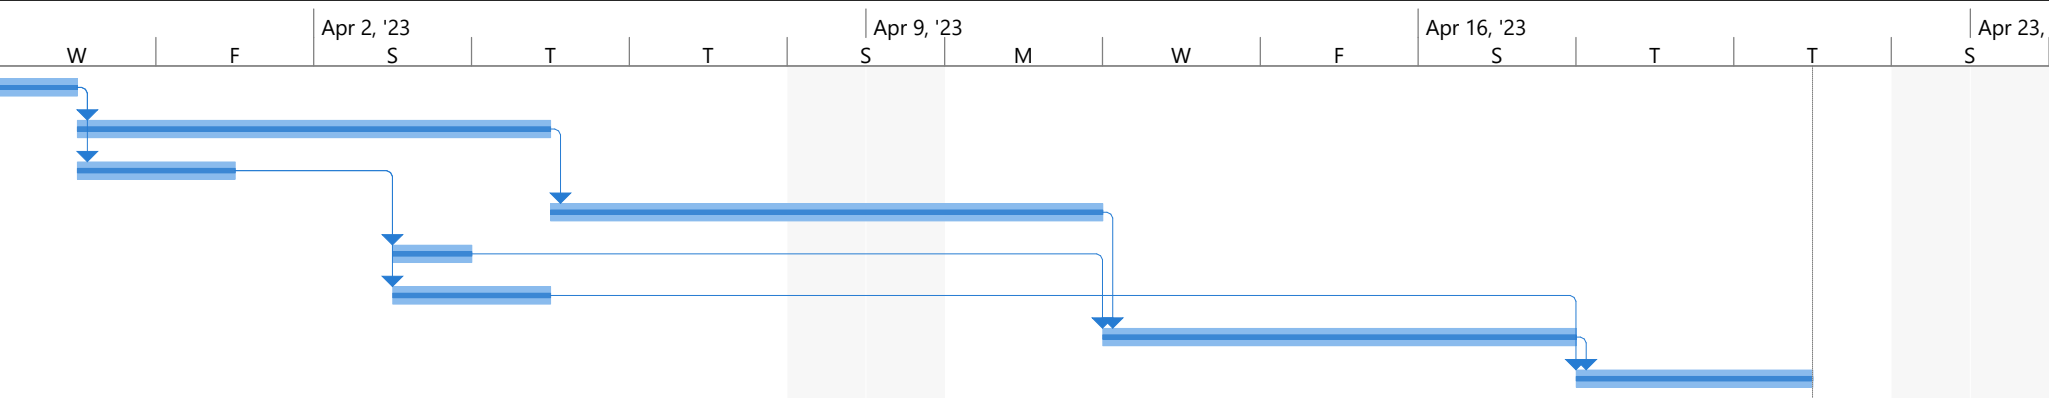 Apr 2, '23 Apr 9, '23 Apr 16, '23 Apr 23,
W F S T T S M W F S T T S